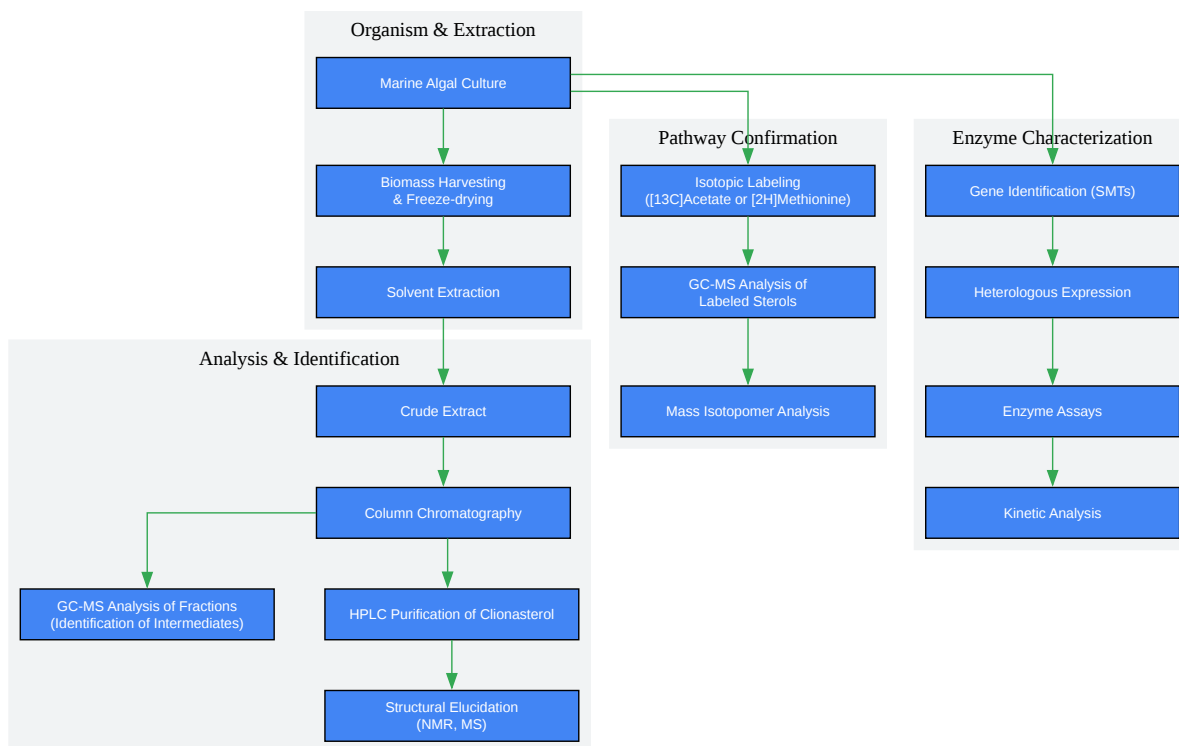 Organism & Extraction
Marine Algal Culture
Biomass Harvesting
& Freeze-drying
Solvent Extraction
Pathway Confirmation
Isotopic Labeling
([13C]Acetate or [2H]Methionine)
GC-MS Analysis of
Labeled Sterols
Mass Isotopomer Analysis
Enzyme Characterization
Gene Identification (SMTs)
Heterologous Expression
Enzyme Assays
Kinetic Analysis
Analysis & Identification
Crude Extract
Column Chromatography
GC-MS Analysis of Fractions
(Identification of Intermediates)
HPLC Purification of Clionasterol
Structural Elucidation
(NMR, MS)